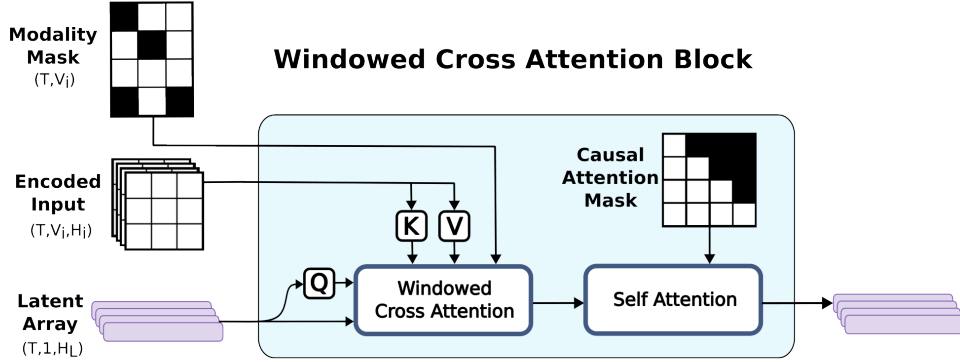 Modality
Mask
(T,Vi)
Windowed Cross Attention Block
Encoded
Input
(T,Vi,Hi)
Causal
Attention
Mask
K
V
Q
Windowed
Cross Attention
Self Attention
Latent
Array
(T,1,HL)